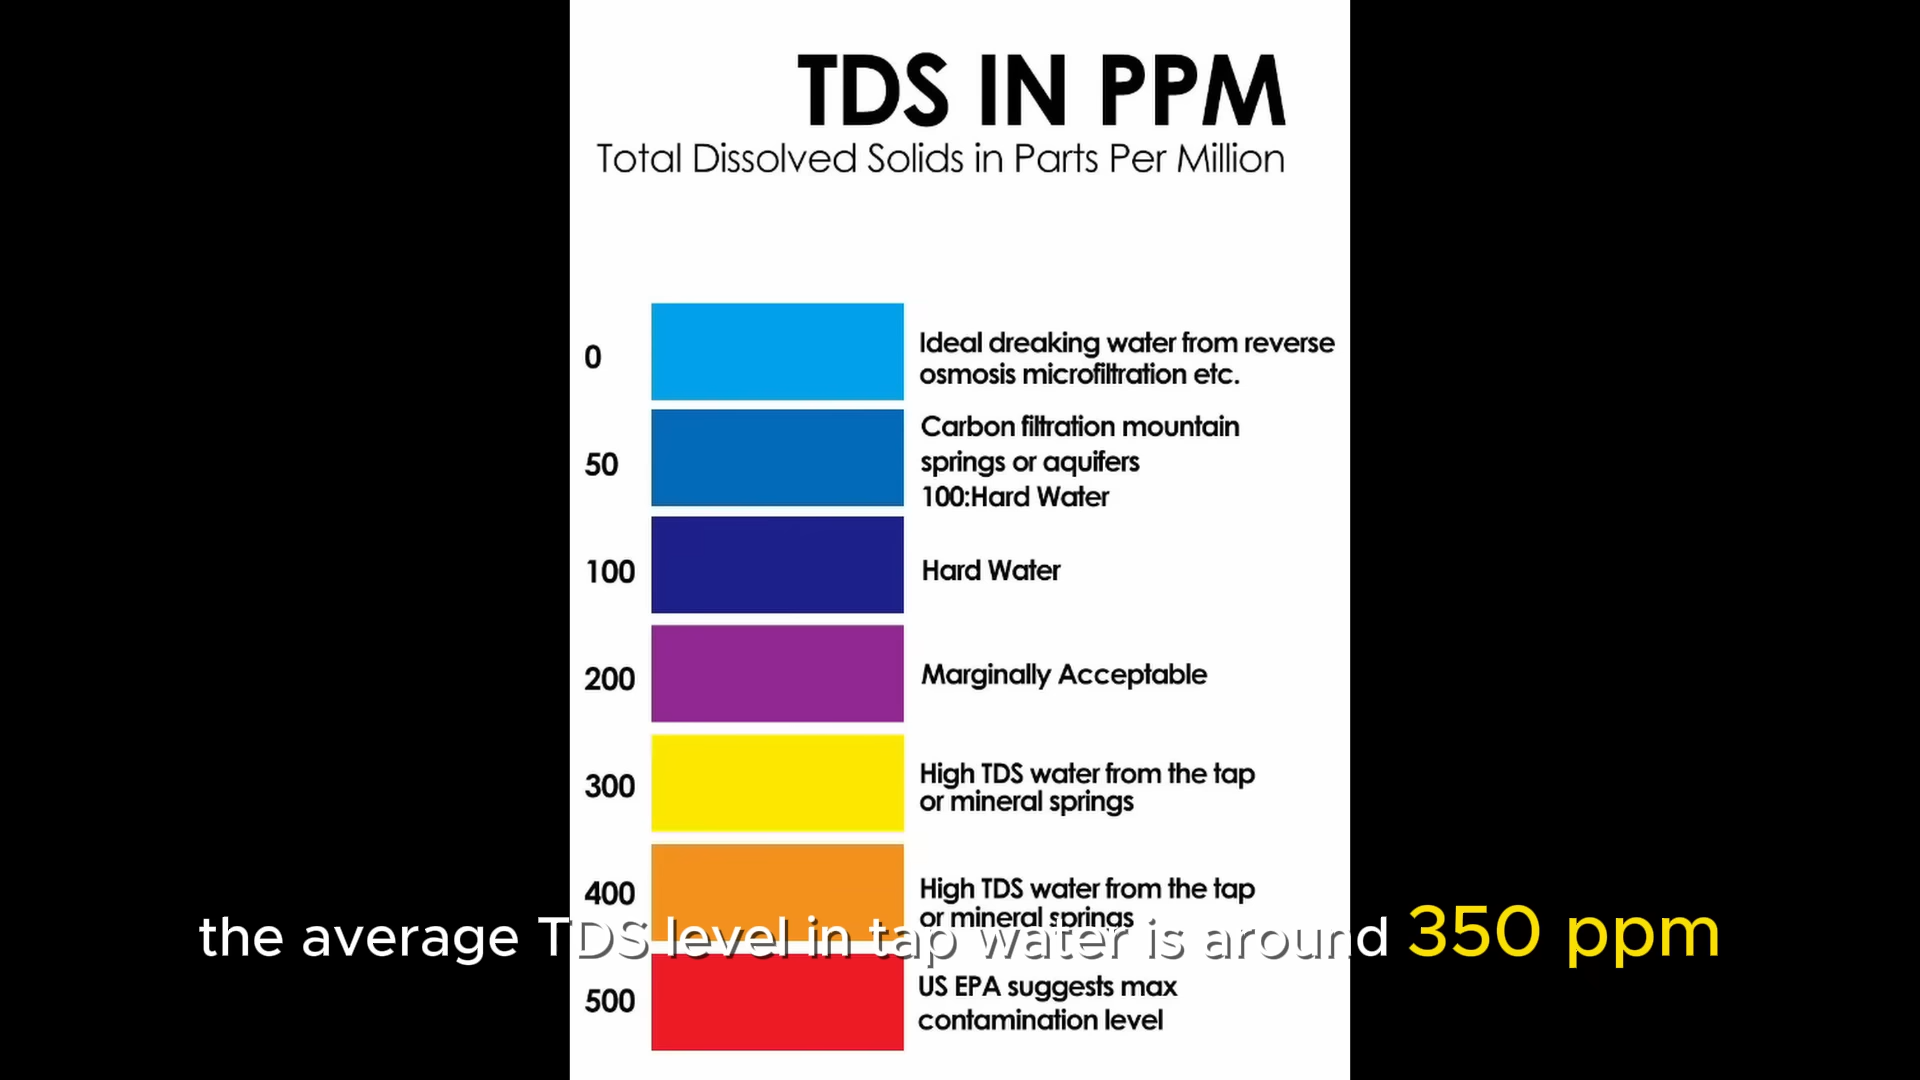 TDS IN PPM
Total Dissolved Solids in Parts Per Million
0
Ideal dreaking water from reverse
osmosis microfiltration etc.
50
Carbon filtration mountain
springs or aquifers
100:Hard Water
100
Hard Water
200
Marginally Acceptable
300
High TDS water from the tap
or mineral springs
400
High TDS water from the tap
or mineral springs
the average TDS level in tap water is around 350 ppm
500
US EPA suggests max
contamination level